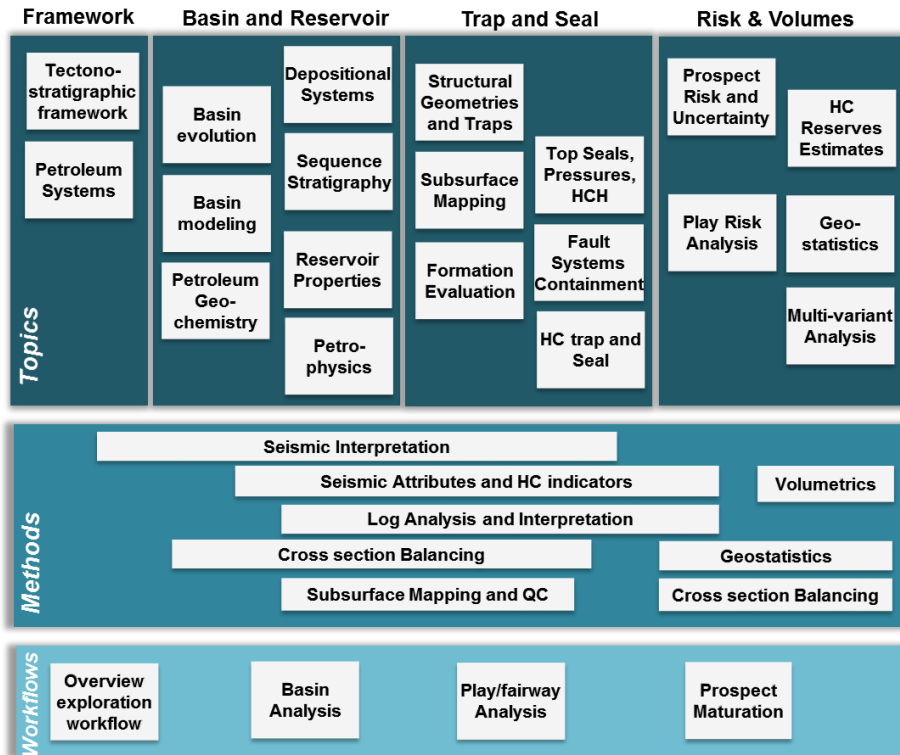 Framework
Basin and Reservoir
Trap and Seal
Risk & Volumes
Topics
Tectono-
stratigraphic
framework
Petroleum
Systems
Basin
evolution
Basin
modeling
Petroleum
Geo-
chemistry
Depositional
Systems
Sequence
Stratigraphy
Reservoir
Properties
Petro-
physics
Structural
Geometries
and Traps
Subsurface
Mapping
Formation
Evaluation
Top Seals,
Pressures,
HCH
Fault
Systems
Containment
HC trap and
Seal
Prospect
Risk and
Uncertainty
Play Risk
Analysis
HC
Reserves
Estimates
Geo-
statistics
Multi-variant
Analysis
Methods
Seismic Interpretation
Seismic Attributes and HC indicators
Volumetrics
Log Analysis and Interpretation
Cross section Balancing
Geostatistics
Subsurface Mapping and QC
Cross section Balancing
Workflows
Overview
exploration
workflow
Basin
Analysis
Play/fairway
Analysis
Prospect
Maturation